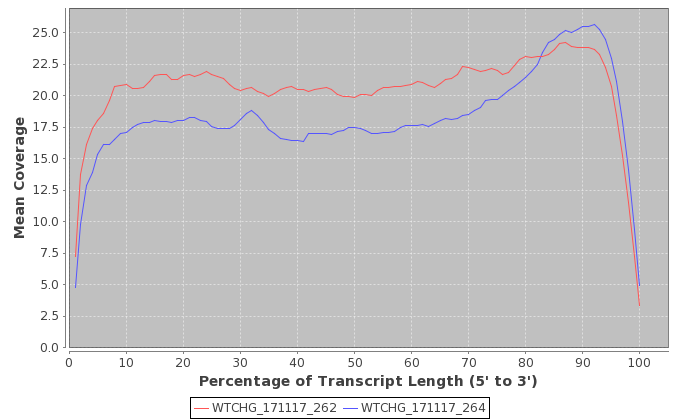 25.0
22.5
20.0
17.5
15.0
12.5
10.0
7.5
5.0
2.5
0.0
Mean Coverage
0 10 20 30 40 50 60 70 80 90 100
Percentage of Transcript Length (5' to 3')
WTCHG_171117_262 WTCHG_171117_264